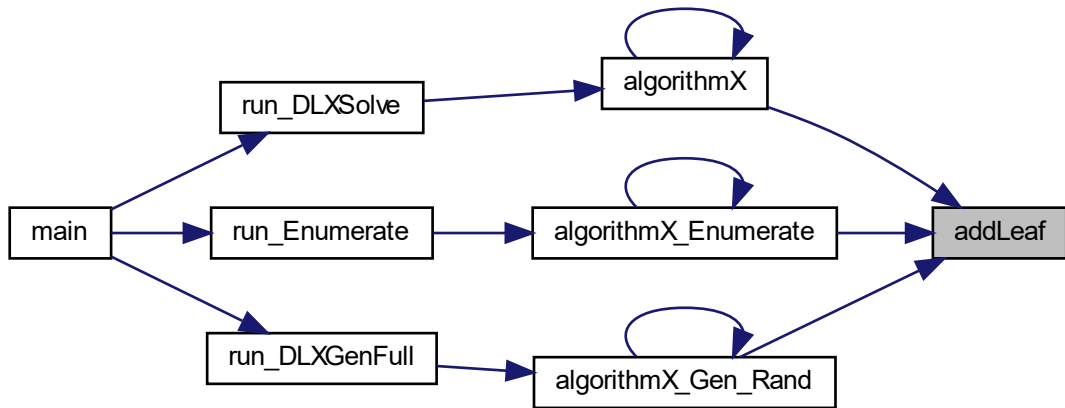 algorithmX
run_DLXSolve
main
run_Enumerate
algorithmX_Enumerate
addLeaf
run_DLXGenFull
algorithmX_Gen_Rand